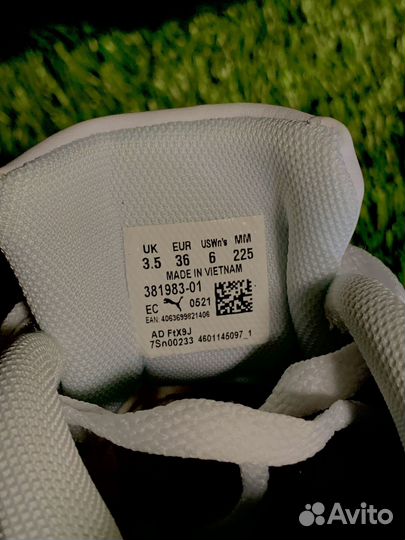 UK EUR USWn's MM
3.5 36 6 225
MADE IN VIETNAM
381983-01
EC 0521
EAN: 4063699821406
AD FtX9J
7Sn00233 4601145097_1
Avito